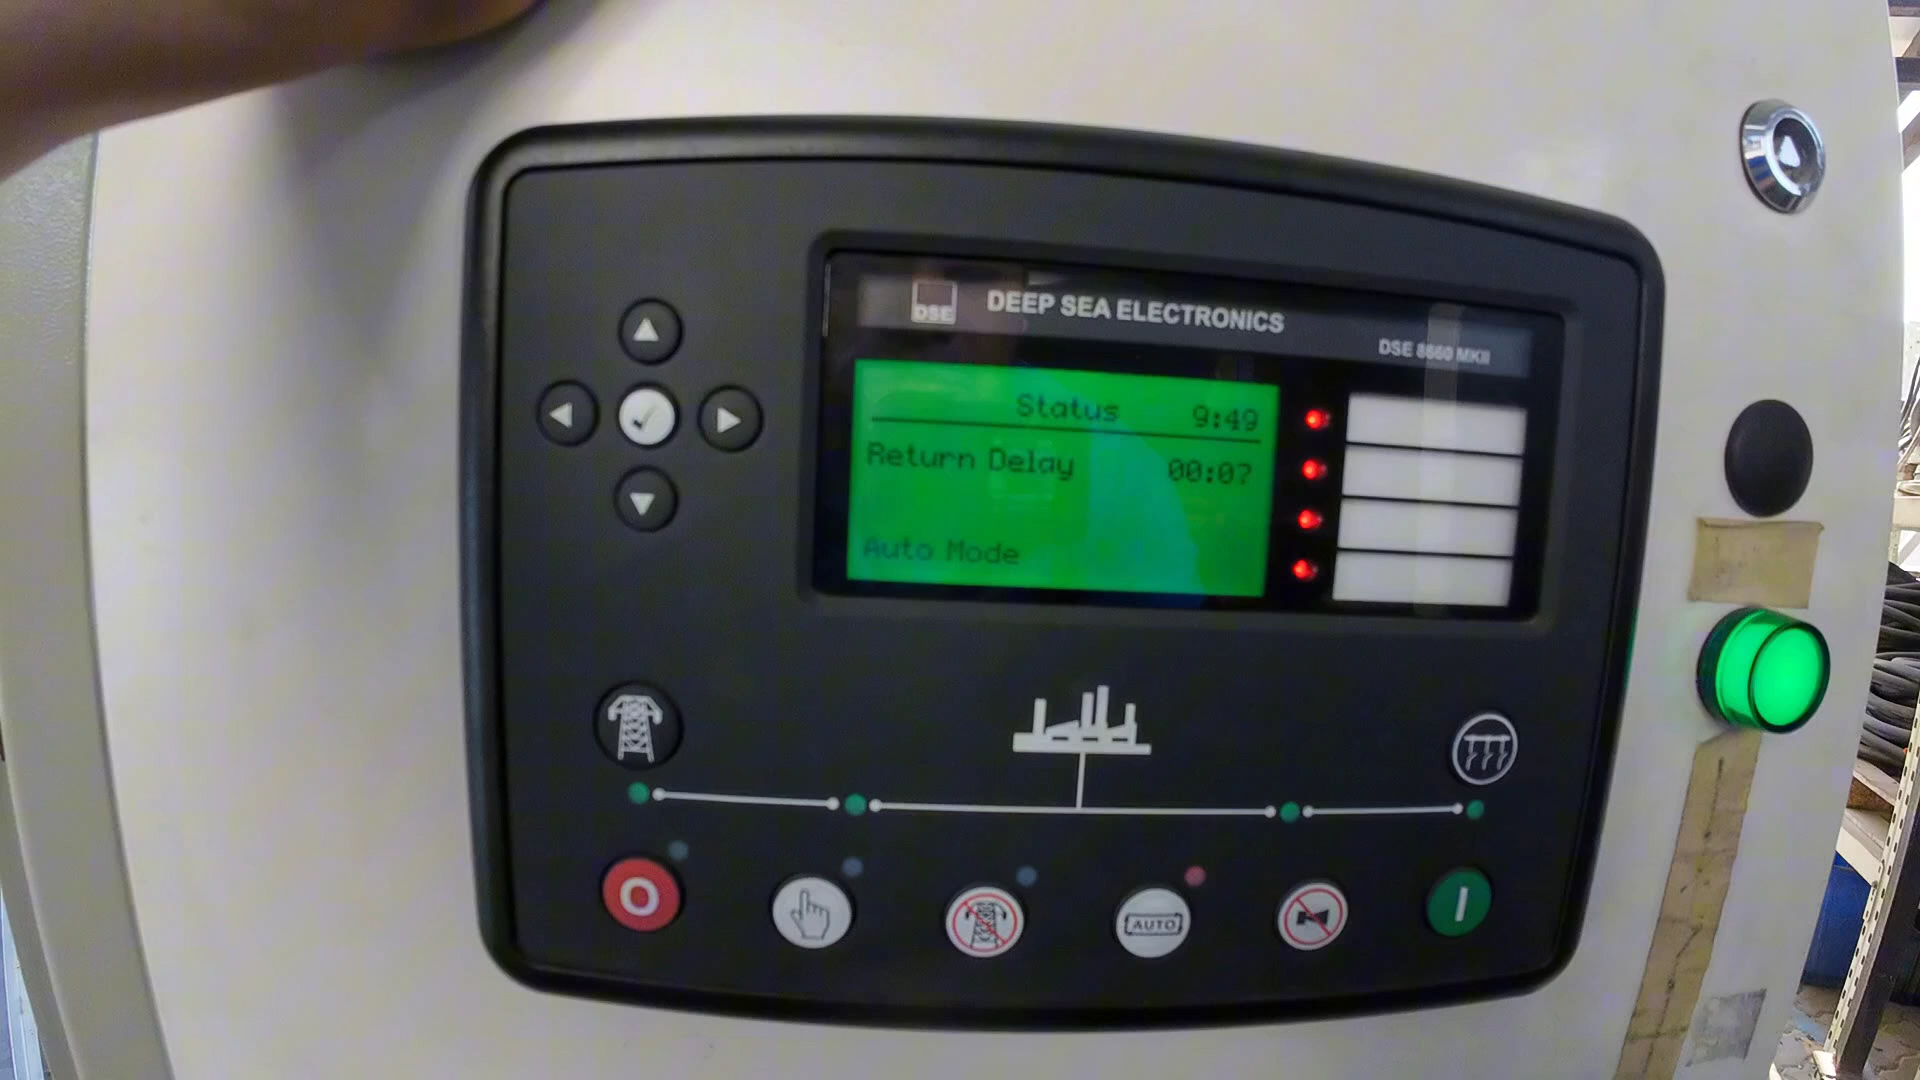 DSE
DEEP SEA ELECTRONICS
DSE 8660 MKII
Status 9:49
Return Delay 00:07
Auto Mode
AUTO